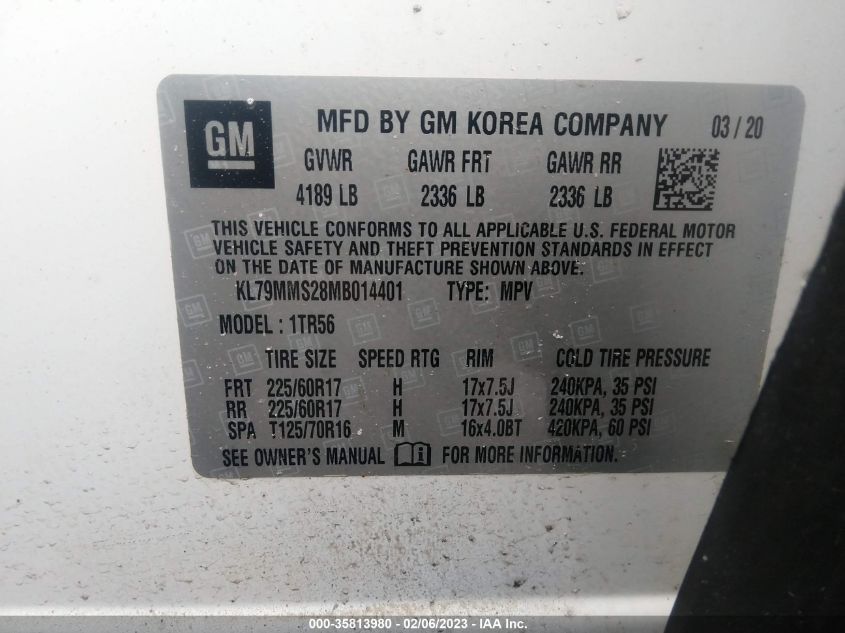 GM
MFD BY GM KOREA COMPANY 03 / 20
GVWR GAWR FRT GAWR RR
4189 LB 2336 LB 2336 LB
THIS VEHICLE CONFORMS TO ALL APPLICABLE U.S. FEDERAL MOTOR
VEHICLE SAFETY AND THEFT PREVENTION STANDARDS IN EFFECT
ON THE DATE OF MANUFACTURE SHOWN ABOVE.
KL79MMS28MB014401 TYPE: MPV
MODEL : 1TR56
TIRE SIZE SPEED RTG RIM COLD TIRE PRESSURE
FRT 225/60R17 H 17x7.5J 240KPA, 35 PSI
RR 225/60R17 H 17x7.5J 240KPA, 35 PSI
SPA T125/70R16 M 16x4.0BT 420KPA, 60 PSI
SEE OWNER'S MANUAL FOR MORE INFORMATION.
000-35813980 - 02/06/2023 - IAA Inc.